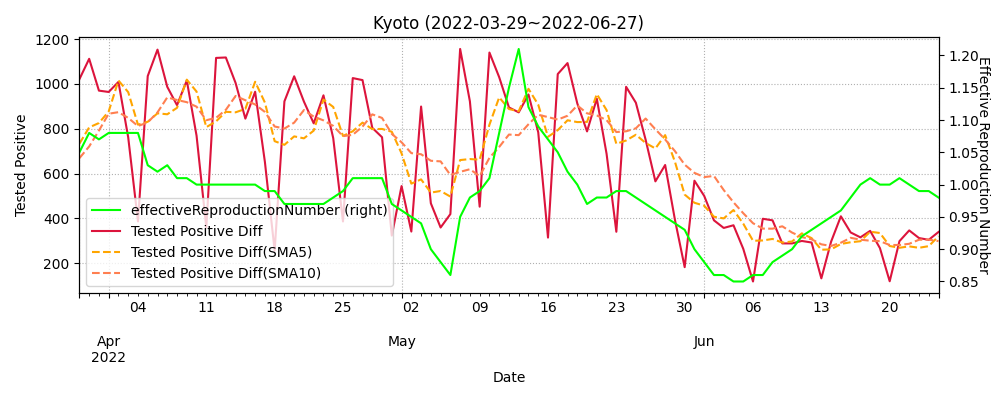 Kyoto (2022-03-29~2022-06-27)
Tested Positive
1200
1000
800
600
400
200
Effective Reproduction Number
1.20
1.15
1.10
1.05
1.00
0.95
0.90
0.85
effectiveReproductionNumber (right)
Tested Positive Diff
Tested Positive Diff(SMA5)
Tested Positive Diff(SMA10)
04 11 18 25 02 09 16 23 30 06 13 20
Apr May Jun
2022
Date